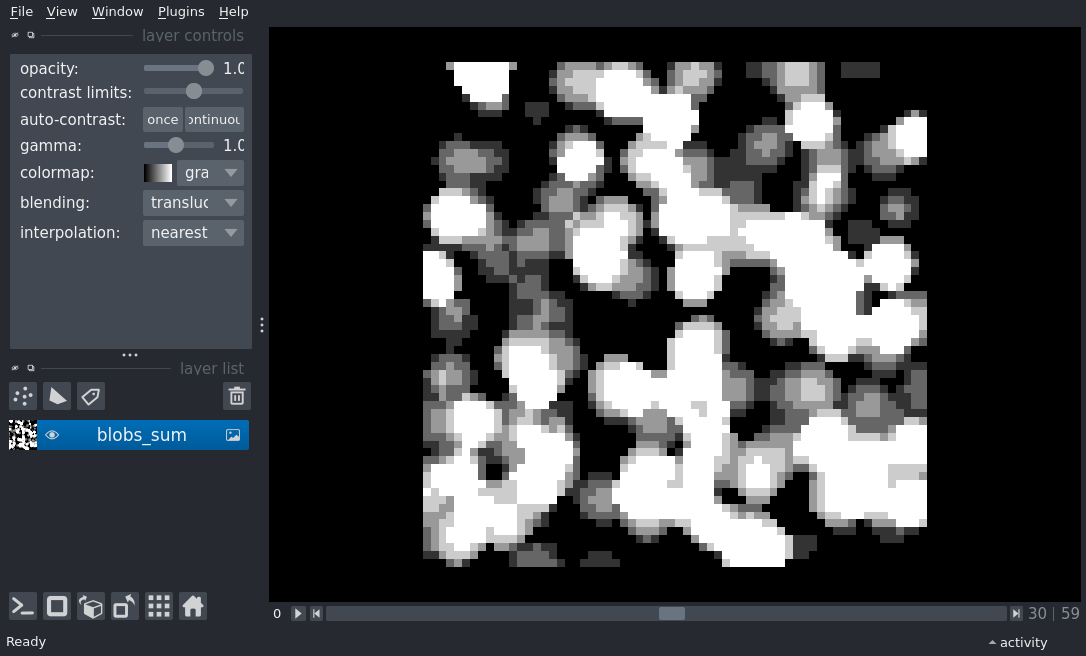 File View Window Plugins Help
layer controls
opacity: 1.0
contrast limits:
auto-contrast: once ontinuou
gamma: 1.0
colormap: gra
blending: transluc
interpolation: nearest
layer list
blobs_sum
0 30 | 59
Ready activity